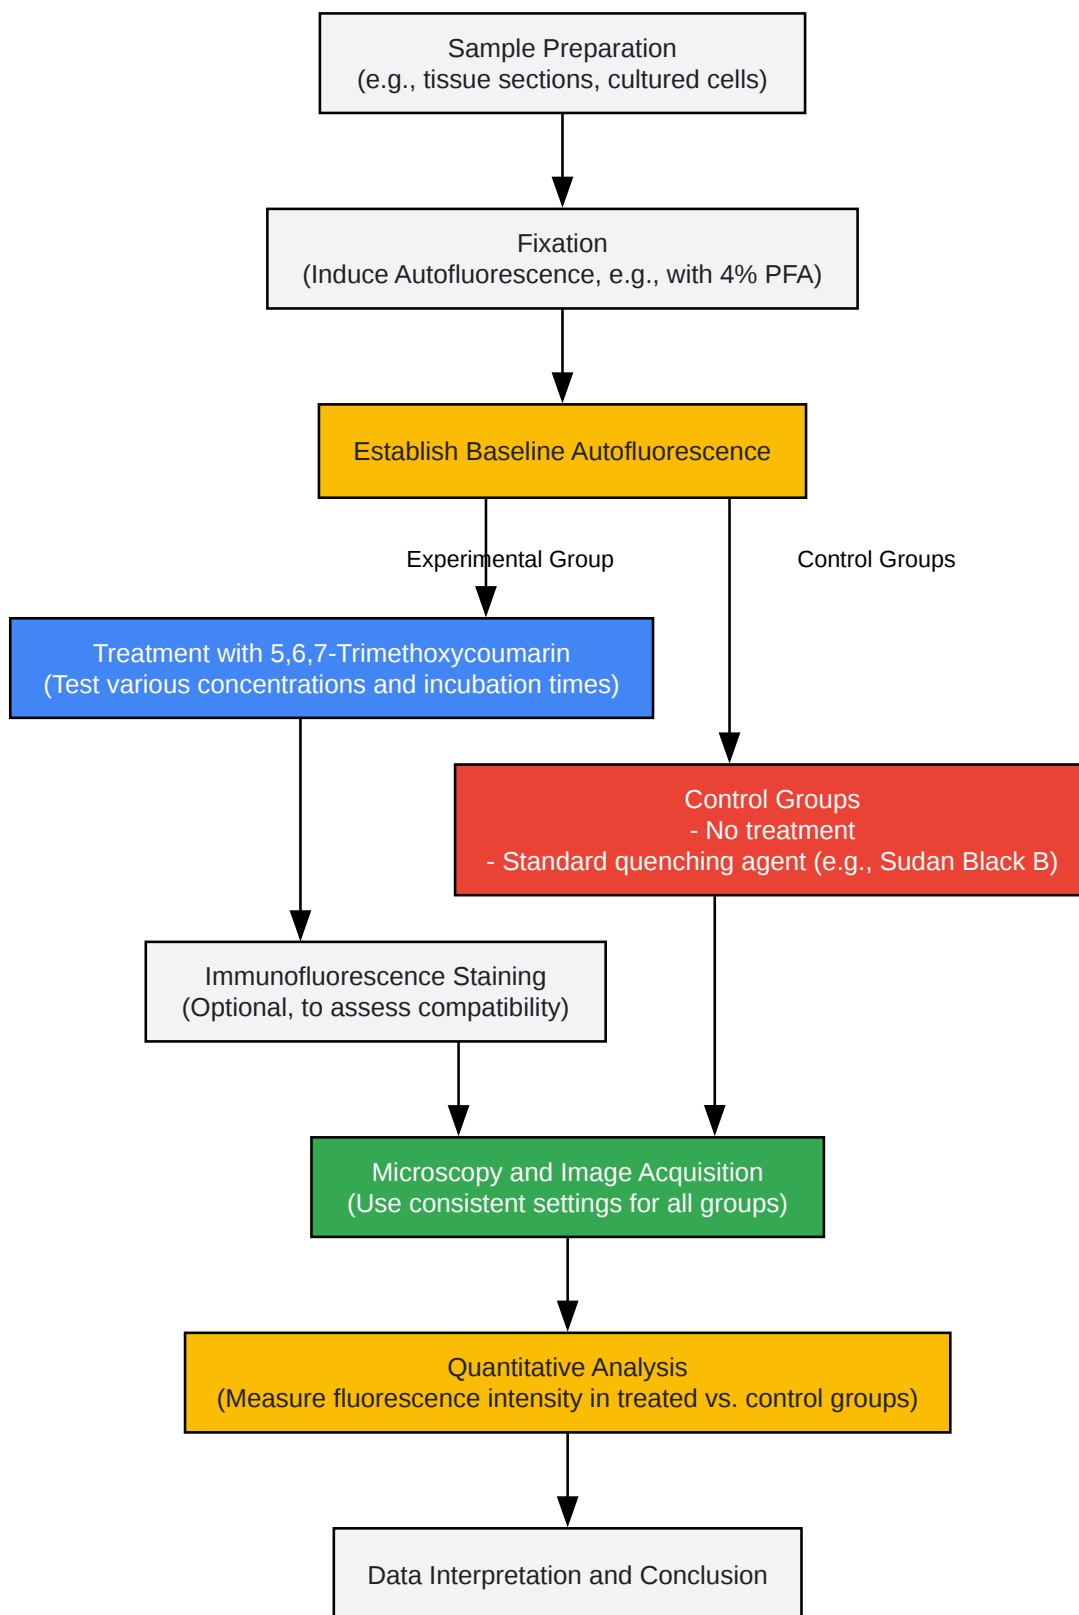 Sample Preparation
(e.g., tissue sections, cultured cells)
Fixation
(Induce Autofluorescence, e.g., with 4% PFA)
Establish Baseline Autofluorescence
Experimental Group
Control Groups
Treatment with 5,6,7-Trimethoxycoumarin
(Test various concentrations and incubation times)
Control Groups
- No treatment
- Standard quenching agent (e.g., Sudan Black B)
Immunofluorescence Staining
(Optional, to assess compatibility)
Microscopy and Image Acquisition
(Use consistent settings for all groups)
Quantitative Analysis
(Measure fluorescence intensity in treated vs. control groups)
Data Interpretation and Conclusion